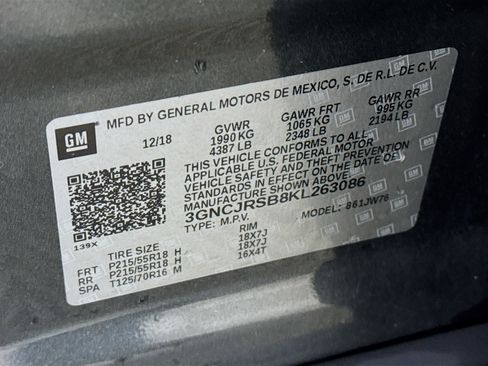 MFD BY GENERAL MOTORS DE MEXICO, S. DE R.L. DE C.V.
GM
12/18 GVWR GAWR FRT GAWR RR
1990 KG 1065 KG 995 KG
4387 LB 2348 LB 2194 LB
THIS VEHICLE CONFORMS TO ALL
APPLICABLE U.S. FEDERAL MOTOR VEHICLE
SAFETY AND THEFT PREVENTION
STANDARDS IN EFFECT ON THE DATE OF
MANUFACTURE SHOWN ABOVE.
3GNCJRSB8KL263086
TYPE: M.P.V. MODEL: 861JW76
139X
TIRE SIZE RIM
FRT P215/55R18 H 18X7J
RR P215/55R18 H 18X7J
SPA T125/70R16 M 16X4T